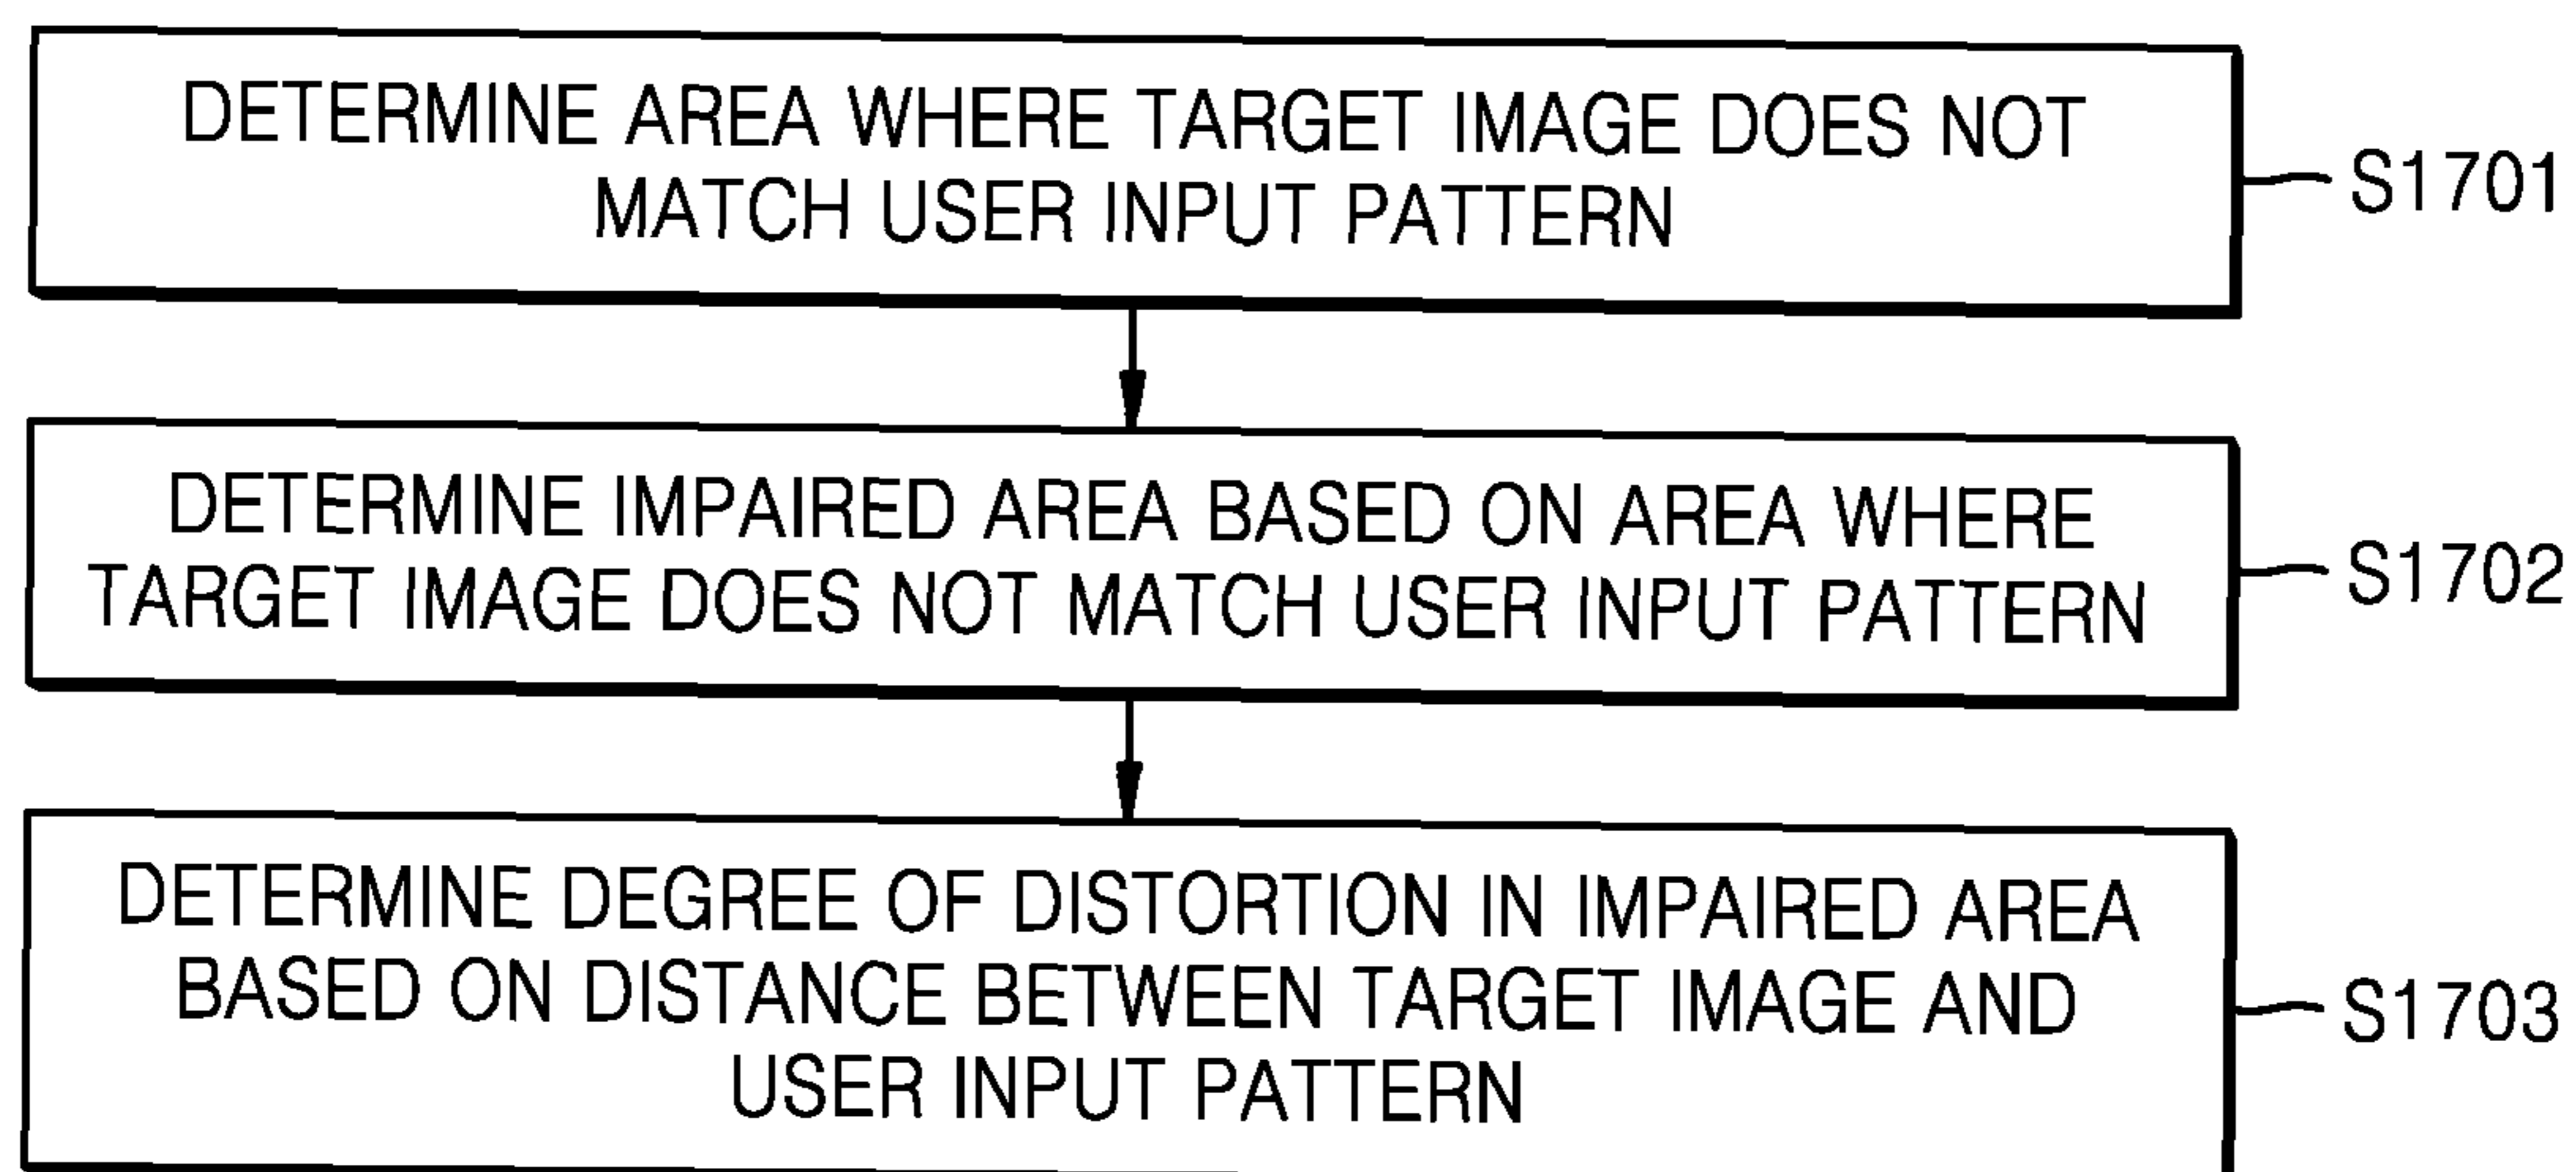 DETERMINE AREA WHERE TARGET IMAGE DOES NOT
MATCH USER INPUT PATTERN
S1701
DETERMINE IMPAIRED AREA BASED ON AREA WHERE
TARGET IMAGE DOES NOT MATCH USER INPUT PATTERN
S1702
DETERMINE DEGREE OF DISTORTION IN IMPAIRED AREA
BASED ON DISTANCE BETWEEN TARGET IMAGE AND
USER INPUT PATTERN
S1703